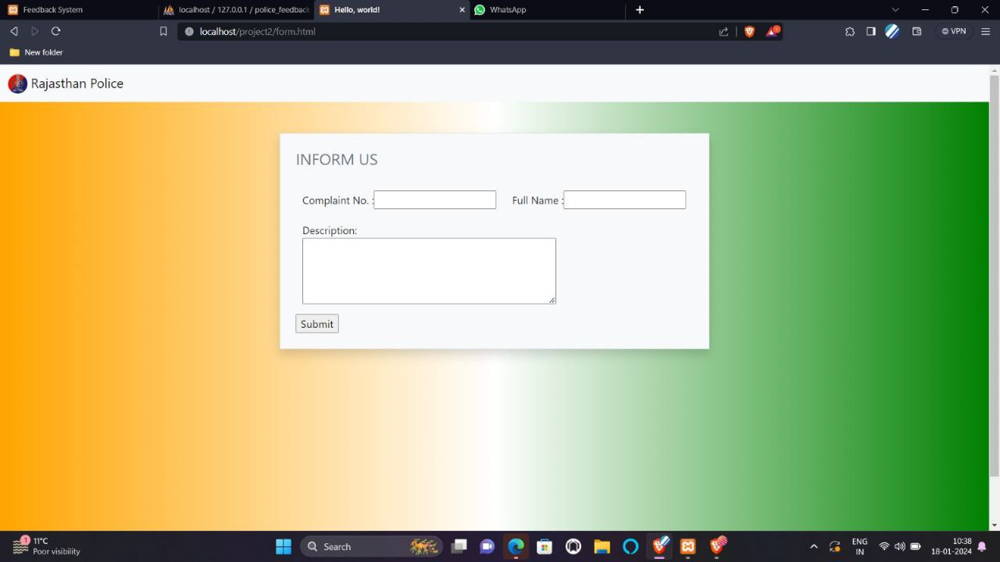 Feedback System
localhost / 127.0.0.1 / police_feedback
Hello, world!
WhatsApp
localhost/project2/form.html
VPN
New folder
Rajasthan Police
INFORM US
Complaint No. :
Full Name :
Description:
Submit
1
11°C
Poor visibility
Search
ENG
IN
10:38
18-01-2024